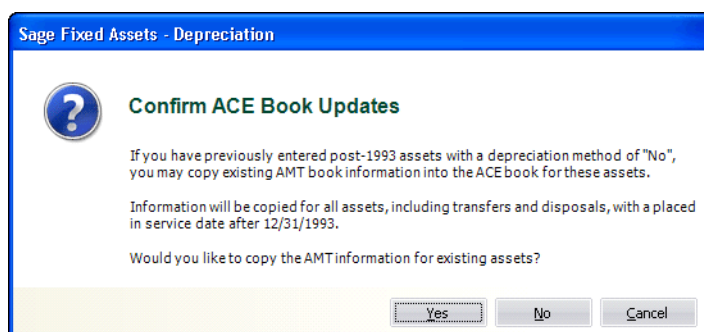 Sage Fixed Assets - Depreciation
Confirm ACE Book Updates
If you have previously entered post-1993 assets with a depreciation method of "No",
you may copy existing AMT book information into the ACE book for these assets.
Information will be copied for all assets, including transfers and disposals, with a placed
in service date after 12/31/1993.
Would you like to copy the AMT information for existing assets?
Yes No Cancel